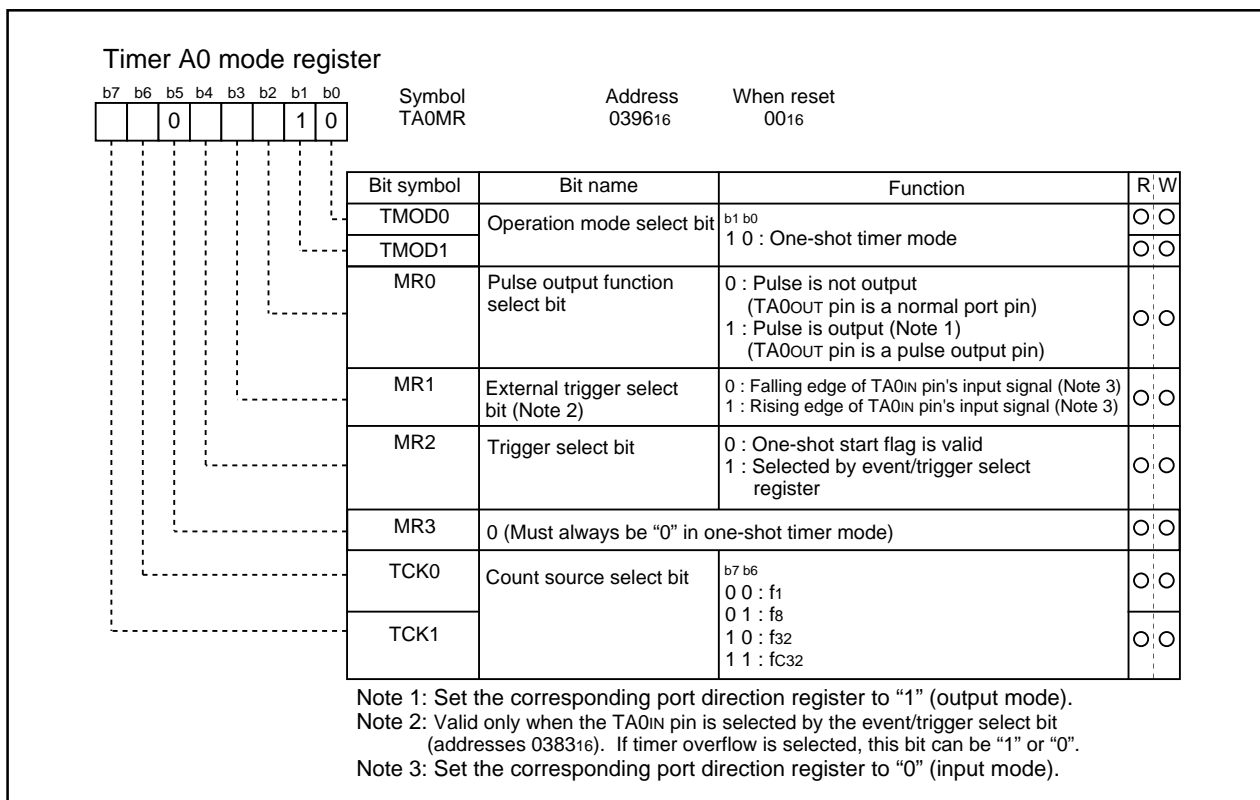 Timer A0 mode register
b7 b6 b5 b4 b3 b2 b1 b0
0 1 0
Symbol Address When reset
TA0MR 039616 0016
Bit symbol Bit name Function R W
TMOD0 Operation mode select bit b1 b0
TMOD1 1 0 : One-shot timer mode
MR0 Pulse output function select bit
0 : Pulse is not output
(TA0OUT pin is a normal port pin)
1 : Pulse is output (Note 1)
(TA0OUT pin is a pulse output pin)
MR1 External trigger select bit (Note 2)
0 : Falling edge of TA0IN pin's input signal (Note 3)
1 : Rising edge of TA0IN pin's input signal (Note 3)
MR2 Trigger select bit
0 : One-shot start flag is valid
1 : Selected by event/trigger select
register
MR3 0 (Must always be “0” in one-shot timer mode)
TCK0 Count source select bit b7 b6
0 0 : f1
0 1 : f8
TCK1 1 0 : f32
1 1 : fC32
Note 1: Set the corresponding port direction register to “1” (output mode).
Note 2: Valid only when the TA0IN pin is selected by the event/trigger select bit
(addresses 038316). If timer overflow is selected, this bit can be “1” or “0”.
Note 3: Set the corresponding port direction register to “0” (input mode).